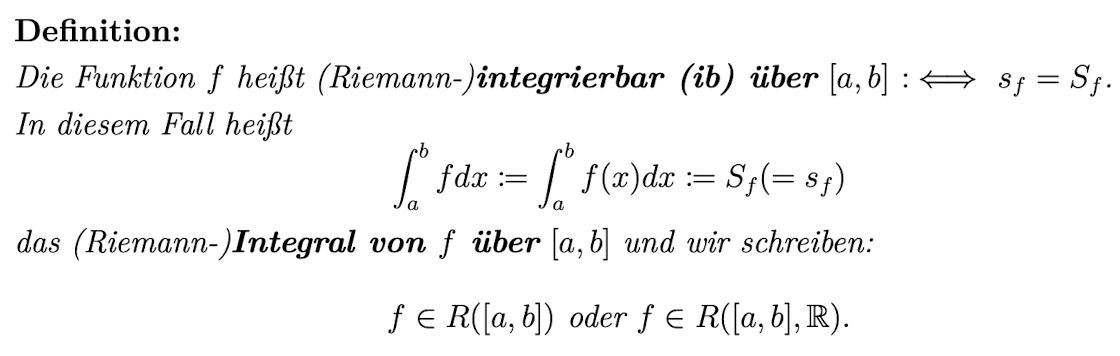 Definition:
Die Funktion f heißt (Riemann-)integrierbar (ib) über [a, b] : ⟺ s_f = S_f.
In diesem Fall heißt
∫_a^b fdx := ∫_a^b f(x)dx := S_f(= s_f)
das (Riemann-)Integral von f über [a, b] und wir schreiben:
f ∈ R([a, b]) oder f ∈ R([a, b], ℝ).